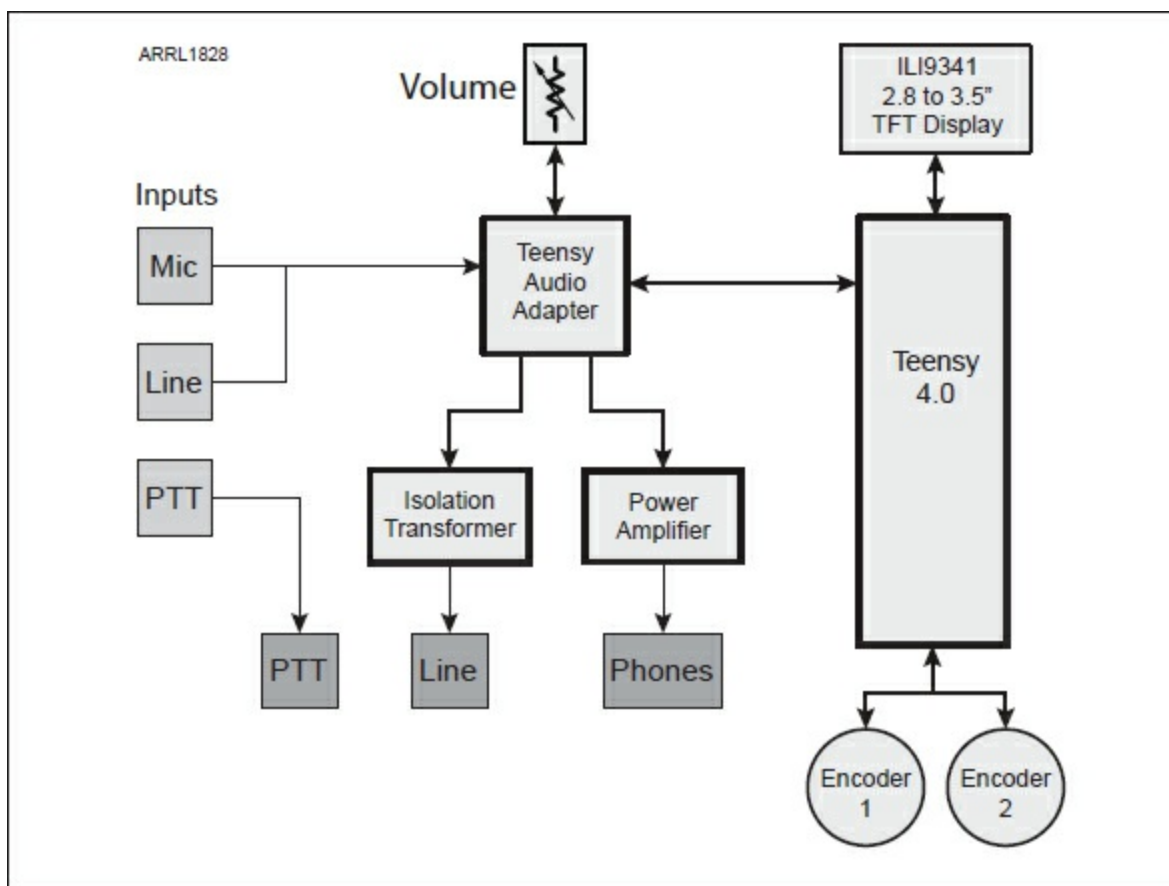 ARRL1828
Volume
ILI9341
2.8 to 3.5"
TFT Display
Inputs
Mic
Teensy
Audio
Adapter
Line
Teensy
4.0
PTT
Isolation
Transformer
Power
Amplifier
PTT
Line
Phones
Encoder
1
Encoder
2